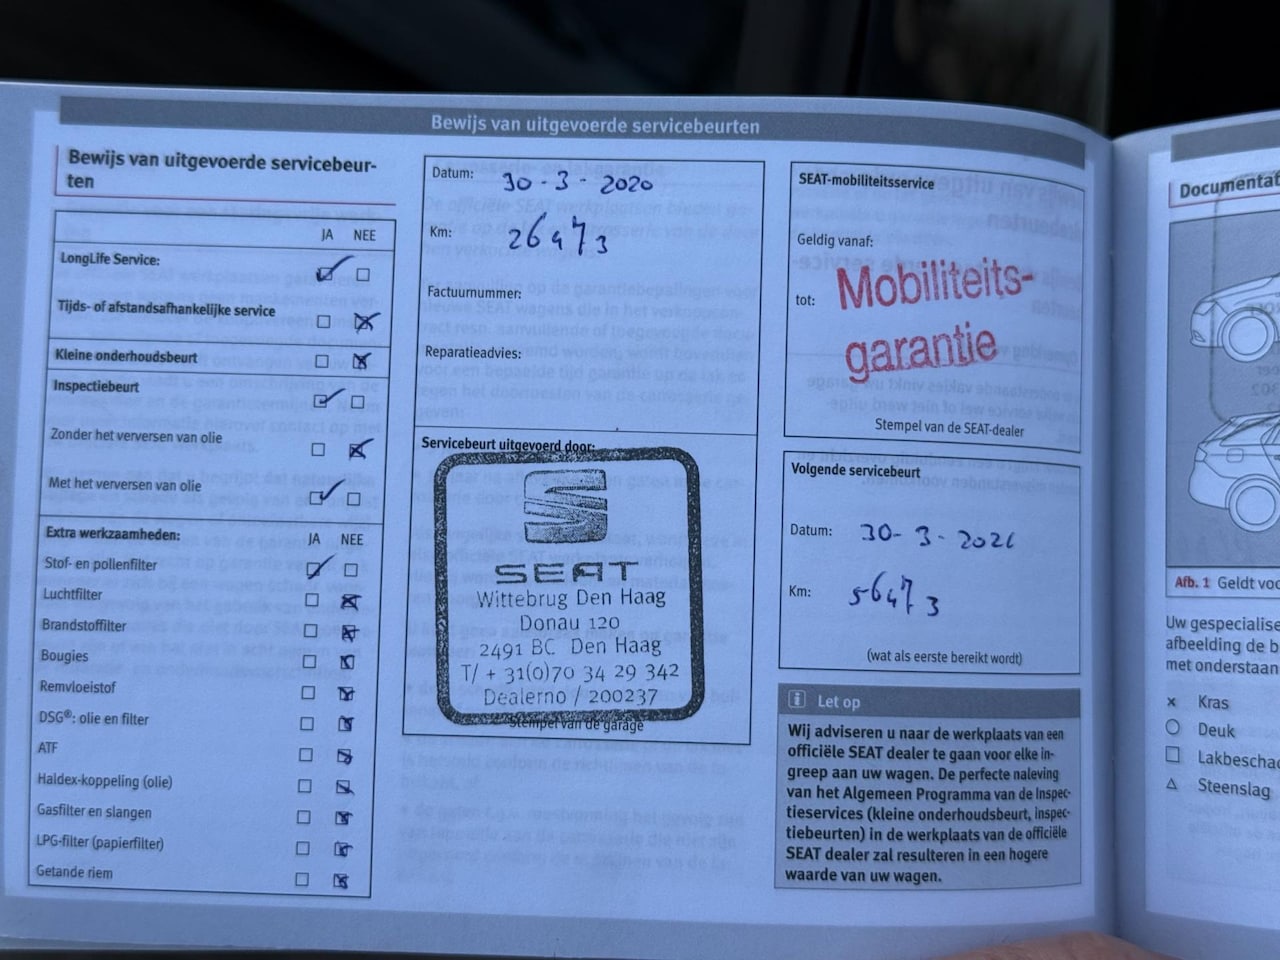 Bewijs van uitgevoerde servicebeurten
Bewijs van uitgevoerde servicebeur-
ten
JA NEE
LongLife Service:
Tijds- of afstandsafhankelijke service
Kleine onderhoudsbeurt
Inspectiebeurt
Zonder het verversen van olie
Met het verversen van olie
Extra werkzaamheden: JA NEE
Stof- en pollenfilter
Luchtfilter
Brandstoffilter
Bougies
Remvloeistof
DSG®: olie en filter
ATF
Haldex-koppeling (olie)
Gasfilter en slangen
LPG-filter (papierfilter)
Getande riem
Datum: 30-3-2020
Km: 26473
Factuurnummer:
Reparatieadvies:
Servicebeurt uitgevoerd door:
SEAT
Wittebrug Den Haag
Donau 120
2491 BC Den Haag
T/ + 31(0)70 34 29 342
Dealerno / 200237
Stempel van de garage
SEAT-mobiliteitsservice
Geldig vanaf:
tot:
Mobiliteits-
garantie
Stempel van de SEAT-dealer
Volgende servicebeurt
Datum: 30-3-202
Km: 56473
(wat als eerste bereikt wordt)
Let op
Wij adviseren u naar de werkplaats van een
officiële SEAT dealer te gaan voor elke in-
greep aan uw wagen. De perfecte naleving
van het Algemeen Programma van de Inspec-
tieservices (kleine onderhoudsbeurt, inspec-
tiebeurten) in de werkplaats van de officiële
SEAT dealer zal resulteren in een hogere
waarde van uw wagen.
Documentat
Afb. 1 Geldt voo
Uw gespecialise
afbeelding de b
met onderstaan
Kras
Deuk
Lakbescha
Steenslag